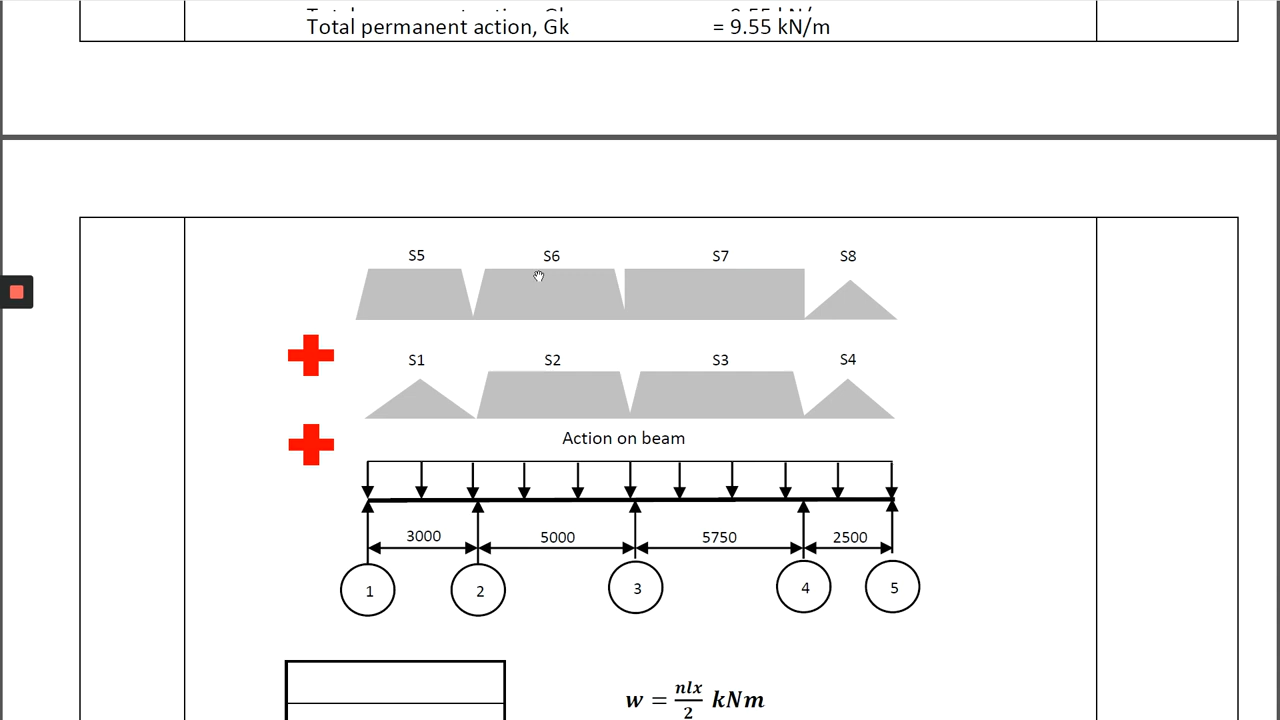 Total permanent action, Gk = 9.55 kN/m
S5 S6 S7 S8
S1 S2 S3 S4
Action on beam
3000 5000 5750 2500
1 2 3 4 5
w = nlx/2 kNm